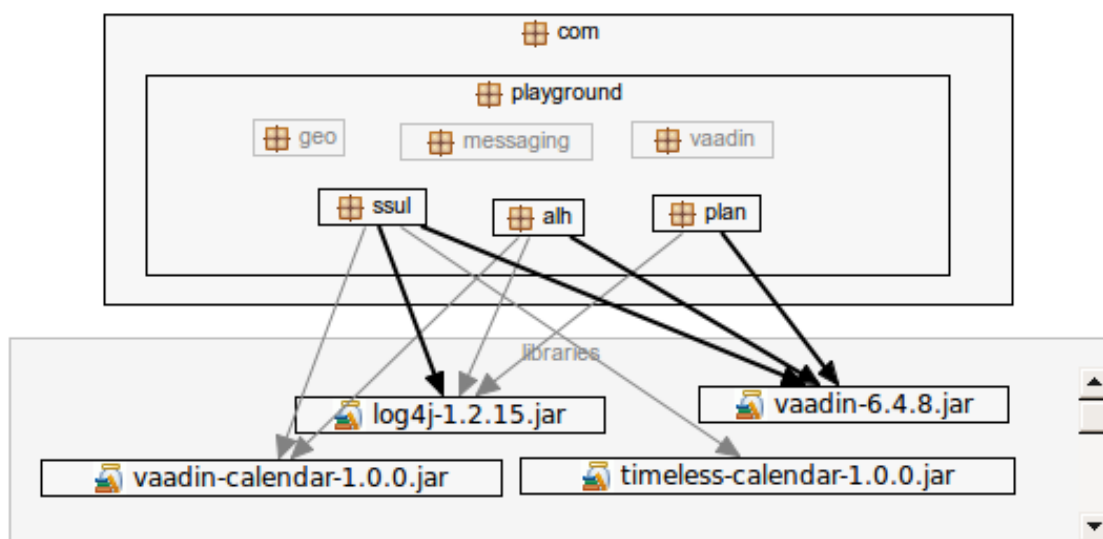 com
playground
geo
messaging
vaadin
ssul
alh
plan
libraries
log4j-1.2.15.jar
vaadin-6.4.8.jar
vaadin-calendar-1.0.0.jar
timeless-calendar-1.0.0.jar